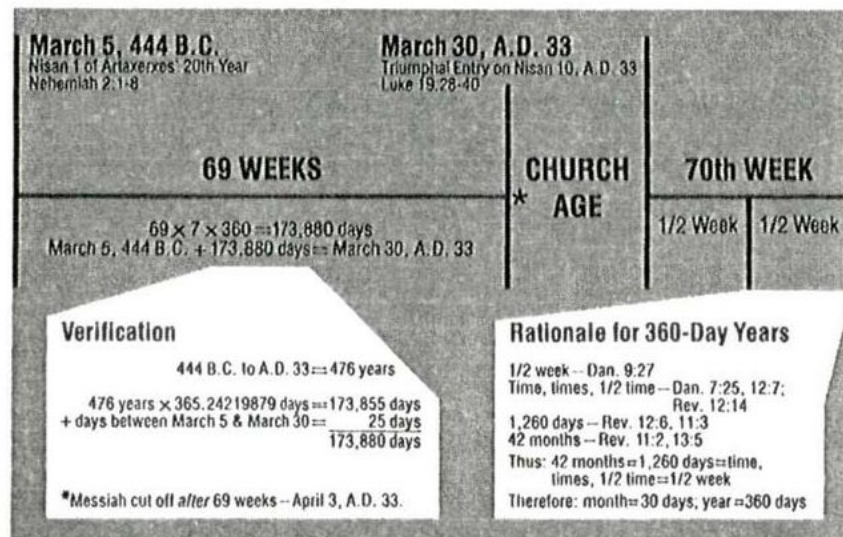 March 5, 444 B.C.
Nisan 1 of Artaxerxes' 20th Year
Nehemiah 2:1-8
March 30, A.D. 33
Triumphal Entry on Nisan 10, A.D. 33
Luke 19:28-40
69 WEEKS
69 × 7 × 360 = 173,880 days
March 5, 444 B.C. + 173,880 days = March 30, A.D. 33
*
CHURCH
AGE
70th WEEK
1/2 Week
1/2 Week
Verification
444 B.C. to A.D. 33 = 476 years
476 years × 365.24219879 days = 173,855 days
+ days between March 5 & March 30 = 25 days
173,880 days
*Messiah cut off after 69 weeks – April 3, A.D. 33.
Rationale for 360-Day Years
1/2 week – Dan. 9:27
Time, times, 1/2 time – Dan. 7:25, 12:7;
Rev. 12:14
1,260 days – Rev. 12:6, 11:3
42 months – Rev. 11:2, 13:5
Thus: 42 months = 1,260 days = time,
times, 1/2 time = 1/2 week
Therefore: month = 30 days; year = 360 days